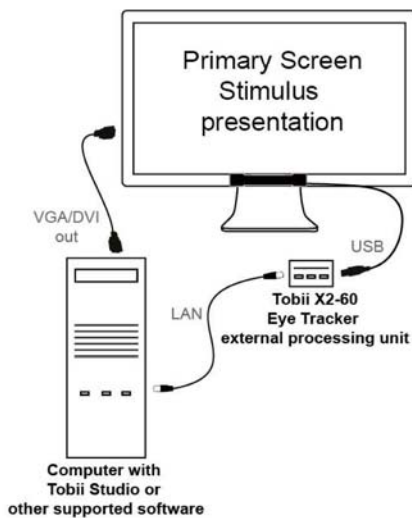 Primary Screen
Stimulus
presentation
VGA/DVI
out
USB
LAN
Tobii X2-60
Eye Tracker
external processing unit
Computer with
Tobii Studio or
other supported software